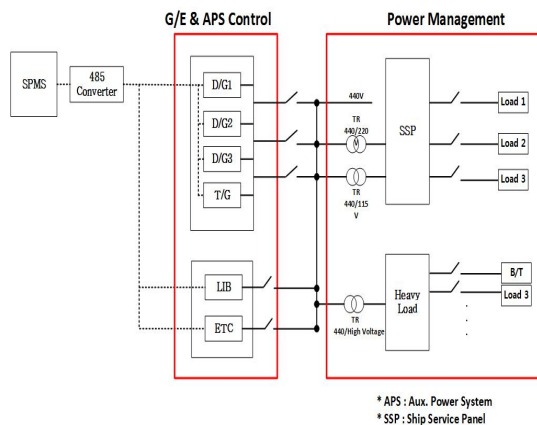 G/E & APS Control
Power Management
SPMS
485
Converter
D/G1
D/G2
D/G3
T/G
LIB
ETC
440V
TR
440/220
V
TR
440/115
V
SSP
Load 1
Load 2
Load 3
TR
440/High Voltage
Heavy
Load
B/T
Load 3
.
.
.
* APS : Aux. Power System
* SSP : Ship Service Panel